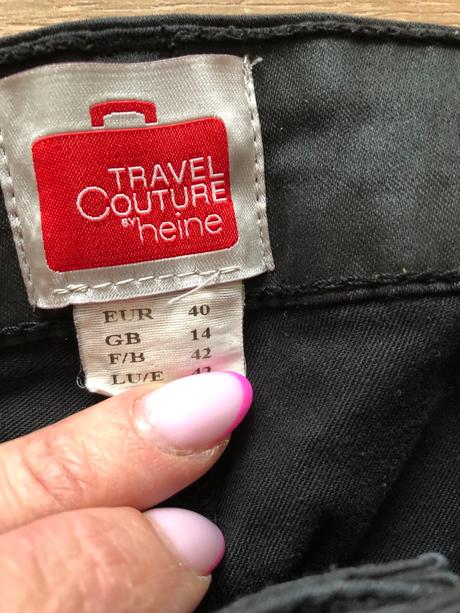 TRAVEL
COUTURE
BY heine
EUR 40
GB 14
F/B 42
LU/E